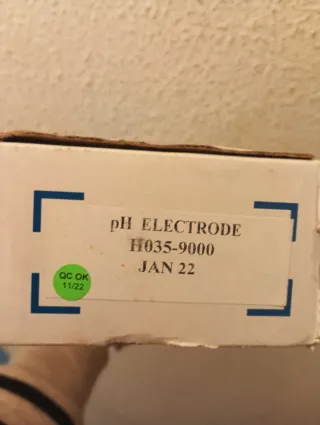 pH ELECTRODE
H035-9000
JAN 22
QC OK
11/22